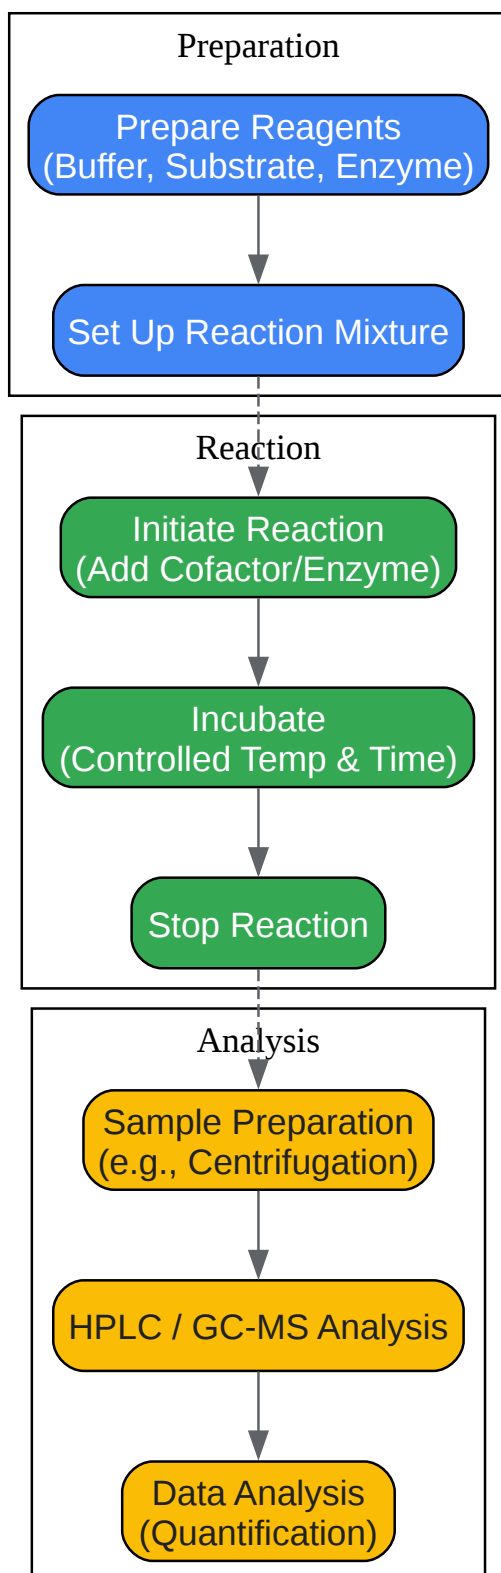 Preparation
Prepare Reagents
(Buffer, Substrate, Enzyme)
Set Up Reaction Mixture
Reaction
Initiate Reaction
(Add Cofactor/Enzyme)
Incubate
(Controlled Temp & Time)
Stop Reaction
Analysis
Sample Preparation
(e.g., Centrifugation)
HPLC / GC-MS Analysis
Data Analysis
(Quantification)